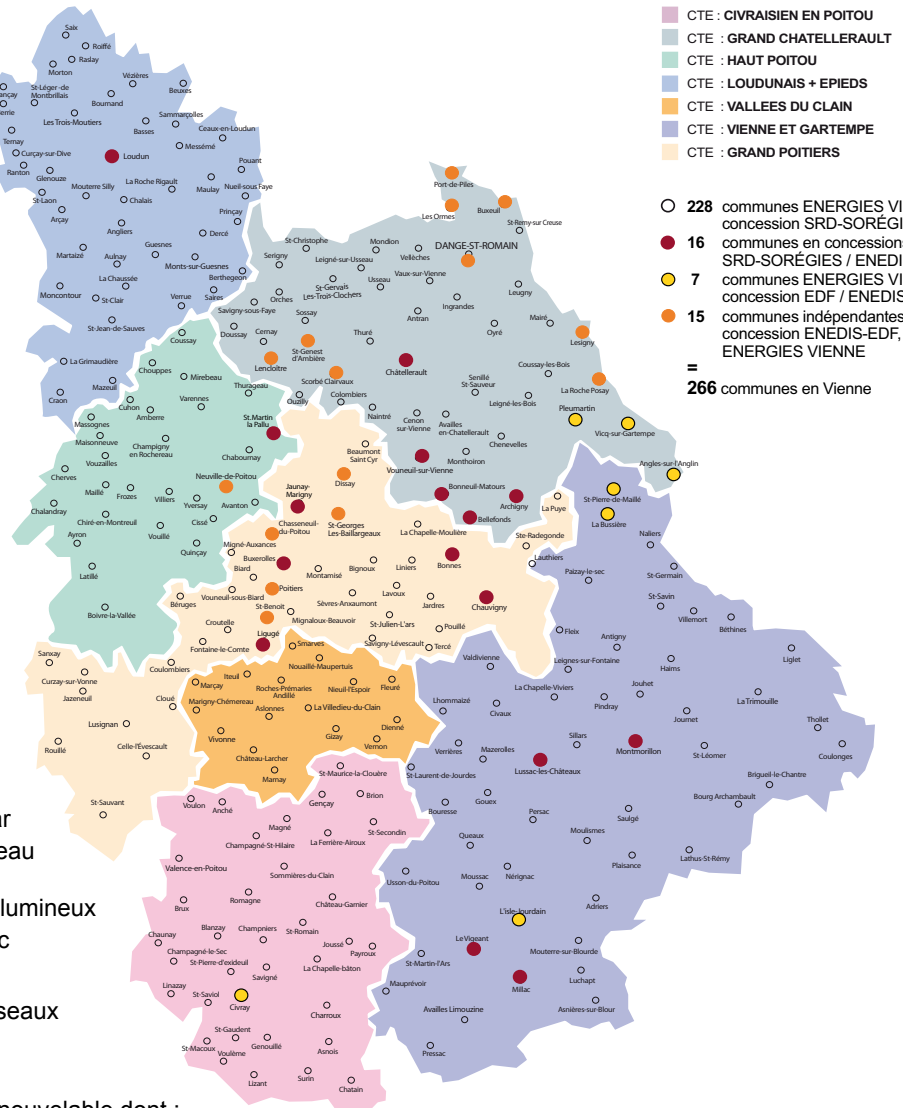 CTE : CIVRAISIEN EN POITOU
CTE : GRAND CHATELLERAULT
CTE : HAUT POITOU
CTE : LOUDUNAIS + EPIEDS
CTE : VALLEES DU CLAIN
CTE : VIENNE ET GARTEMPE
CTE : GRAND POITIERS
228 communes ENERGIES VI
concession SRD-SORÉGI
16 communes en concession
SRD-SORÉGIES / ENEDI
7 communes ENERGIES VI
concession EDF / ENEDIS
15 communes indépendantes
concession ENEDIS-EDF,
ENERGIES VIENNE
=
266 communes en Vienne
Saix
Roiffé
Raslay
Morton
Vézières
Beuxes
St-Léger-de
Montbrillais
Bournand
Sammarçolles
Les Trois-Moutiers
Basses
Ceaux-en-Loudun
Messémé
Ternay
Curçay-sur-Dive
Loudun
Pouant
Ranton
Glenouze
La Roche Rigault
Mouterre Silly
Maulay
Nueil-sous Faye
St-Laon
Chalais
Arçay
Prinçay
Angliers
Dercé
Guesnes
Martaizé
Aulnay
Monts-sur-Guesnes
La Chaussée
Berthegeon
Moncontour
St-Clair
Verrue
Saires
St-Jean-de-Sauves
La Grimaudière
Mazeuil
Craon
Port-de-Piles
Les Ormes
Buxeuil
St-Remy-sur Creuse
DANGE-ST-ROMAIN
St-Christophe
Mondion
Leigné-sur-Usseau
Vellèches
Serigny
Vaux-sur-Vienne
St-Gervais
Les-Trois-Clochers
Usseau
Leugny
Orches
Savigny-sous-Faye
Ingrandes
Sossay
Antran
Mairé
Doussay
Cernay
Thuré
Oyré
St-Genest
d'Ambière
Lesigny
Lencloître
Châtellerault
Coussay-les-Bois
Scorbé Clairvaux
Senillé
St-Sauveur
La Roche Posay
Colombiers
Ouzilly
Leigné-les-Bois
Pleumartin
Naintré
Cenon
sur-Vienne
Availles
en-Chatellerault
Vicq-sur-Gartempe
Chenevelles
Monthoiron
Vouneuil-sur-Vienne
Angles-sur-l'Anglin
Bonneuil-Matours
Archigny
Bellefonds
Coussay
Chouppes
Mirebeau
Thurageau
Cuhon
Varennes
Massognes
Amberre
St.Martin
la Pallu
Maisonneuve
Champigny
en Rochereau
Vouzailles
Chabournay
Cherves
Neuville-de-Poitou
Maillé
Frozes
Villiers
Chalandray
Yversay
Avanton
Chiré-en-Montreuil
Cissé
Vouillé
Ayron
Quinçay
Latillé
Boivre-la-Vallée
Beaumont
Saint Cyr
Dissay
Jaunay-
Marigny
La Puye
Chasseneuil-
du-Poitou
St-Georges
Les-Baillargeaux
La Chapelle-Moulière
Ste-Radegonde
Migné-Auxances
Lauthiers
Buxerolles
Bonnes
Biard
Montamisé
Bignoux
Liniers
Poitiers
Vouneuil-sous-Biard
Lavoux
Chauvigny
Béruges
Sèvres-Anxaumont
Jardres
St-Benoit
Mignaloux-Beauvoir
St-Julien-L'ars
Pouillé
Croutelle
Ligugé
Savigny-Lévescault
Tercé
Fontaine-le-Comte
Sanxay
Coulombiers
Curzay-sur-Vonne
Jazeneuil
Cloué
Lusignan
Rouillé
Celle-l'Évescault
St-Sauvant
Smarves
Iteuil
Nouaillé-Maupertuis
Marçay
Roches-Prémaries
Andillé
Nieuil-l'Espoir
Fleuré
Marigny-Chémereau
Aslonnes
La Villedieu-du-Clain
Dienné
Vivonne
Gizay
Vernon
Château-Larcher
Marnay
St-Pierre-de-Maillé
La Bussière
Naliers
Paizay-le-sec
St-Germain
St-Savin
Villemort
Béthines
Fleix
Antigny
Liglet
Valdivienne
Leignes-sur-Fontaine
Haims
La Chapelle-Viviers
Jouhet
La Trimouille
Lhommaizé
Pindray
Civaux
Journet
Thollet
Sillars
Verrières
Mazerolles
Montmorillon
St-Léomer
Coulonges
Lussac-les-Châteaux
St-Laurent-de-Jourdes
Brigueil-le-Chantre
Gouex
Bouresse
Bourg Archambault
Persac
Saulgé
Queaux
Moulismes
Lathus-St-Rémy
Plaisance
Usson-du-Poitou
Moussac
Nérignac
L'isle-Jourdain
Adriers
Le Vigeant
Mouterre-sur-Blourde
St-Martin-l'Ars
Millac
Luchapt
Mauprévoir
Availles Limouzine
Asnières-sur-Blour
Pressac
St-Maurice-la-Clouère
Voulon
Anché
Gençay
Brion
Magné
Champagné-St-Hilaire
La Ferrière-Airoux
St-Secondin
Valence-en-Poitou
Sommières-du-Clain
Romagne
Château-Garnier
Brux
Blanzay
Champniers
St-Romain
Chaunay
Joussé
Payroux
Champagné-le-Sec
St-Pierre-d'exideuil
La Chapelle-bâton
Savigné
Linazay
St-Saviol
Civray
Charroux
St-Gaudent
St-Macoux
Genouillé
Asnois
Voulème
Lizant
Surin
Chatain
ar
eau
lumineux
c
seaux
nouvelable dont :